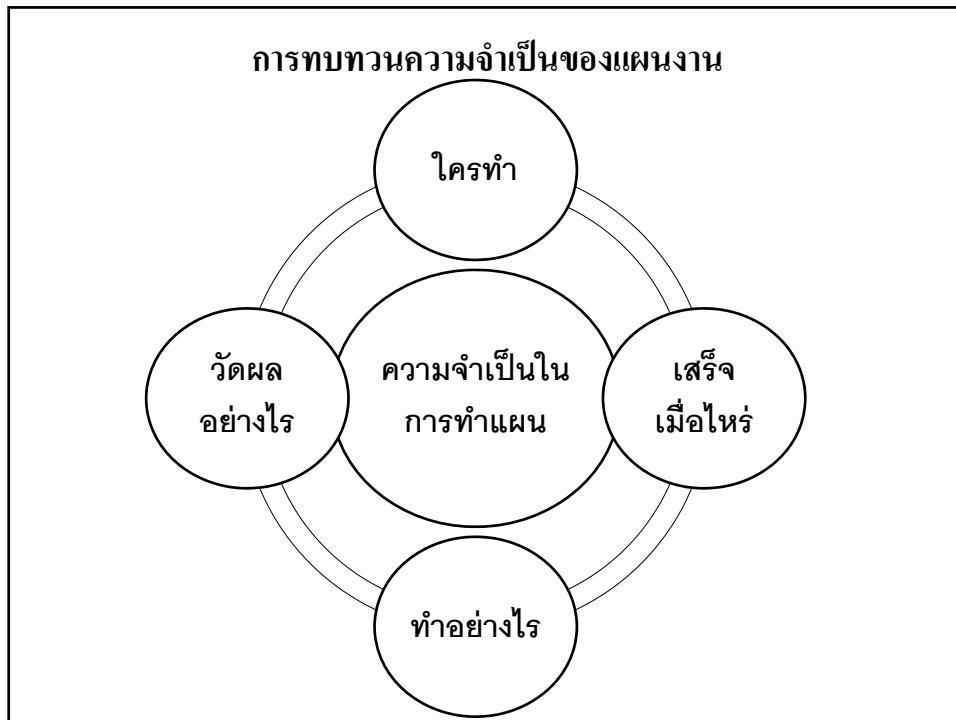 การทบทวนความจำเป็นของแผนงาน
ใครทำ
วัดผล
อย่างไร
ความจำเป็นใน
การทำแผน
เสร็จ
เมื่อไหร่
ทำอย่างไร